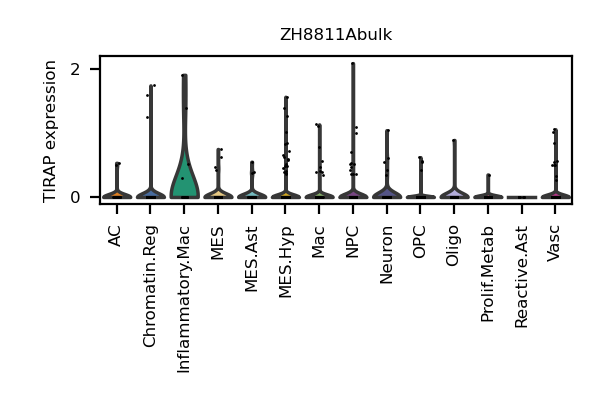 ZH8811Abulk
TIRAP expression
2
0
AC
Chromatin.Reg
Inflammatory.Mac
MES
MES.Ast
MES.Hyp
Mac
NPC
Neuron
OPC
Oligo
Prolif.Metab
Reactive.Ast
Vasc